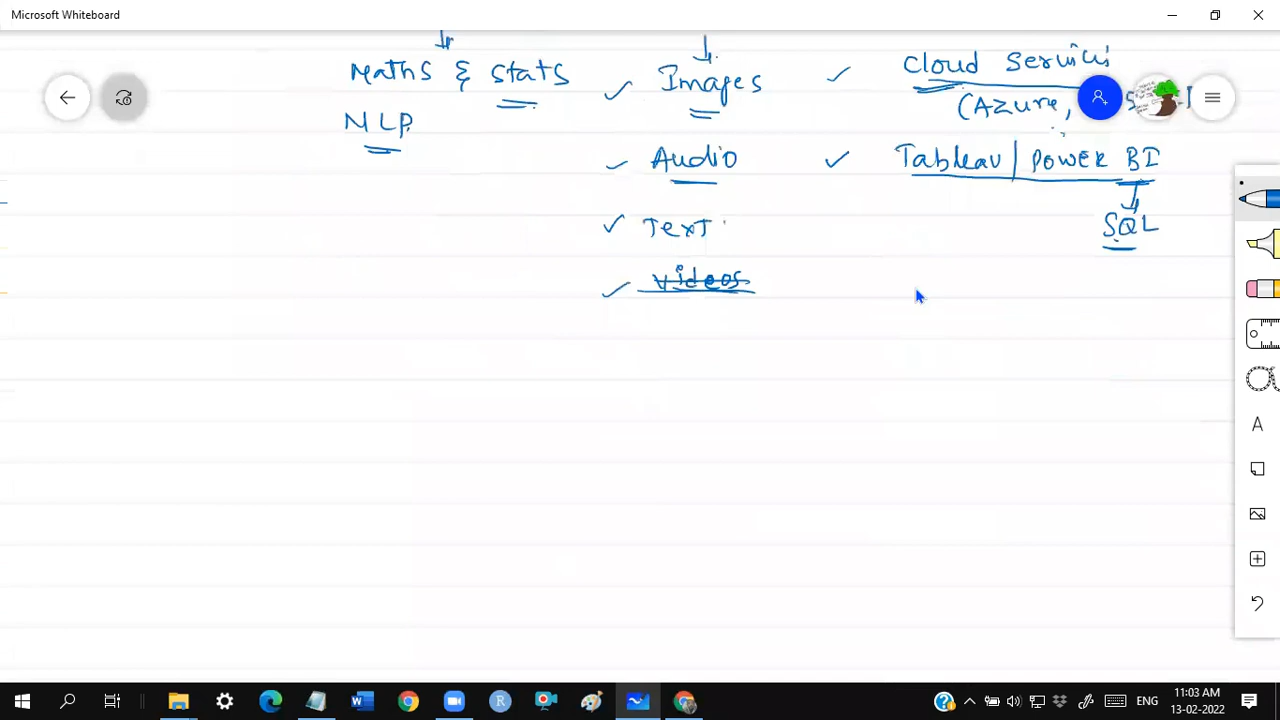 Microsoft Whiteboard
Maths & Stats
NLP
Images
Audio
Text
Videos
Cloud
(Azure,
Tableau | Power BI
SQL
A
ENG
11:03 AM
13-02-2022